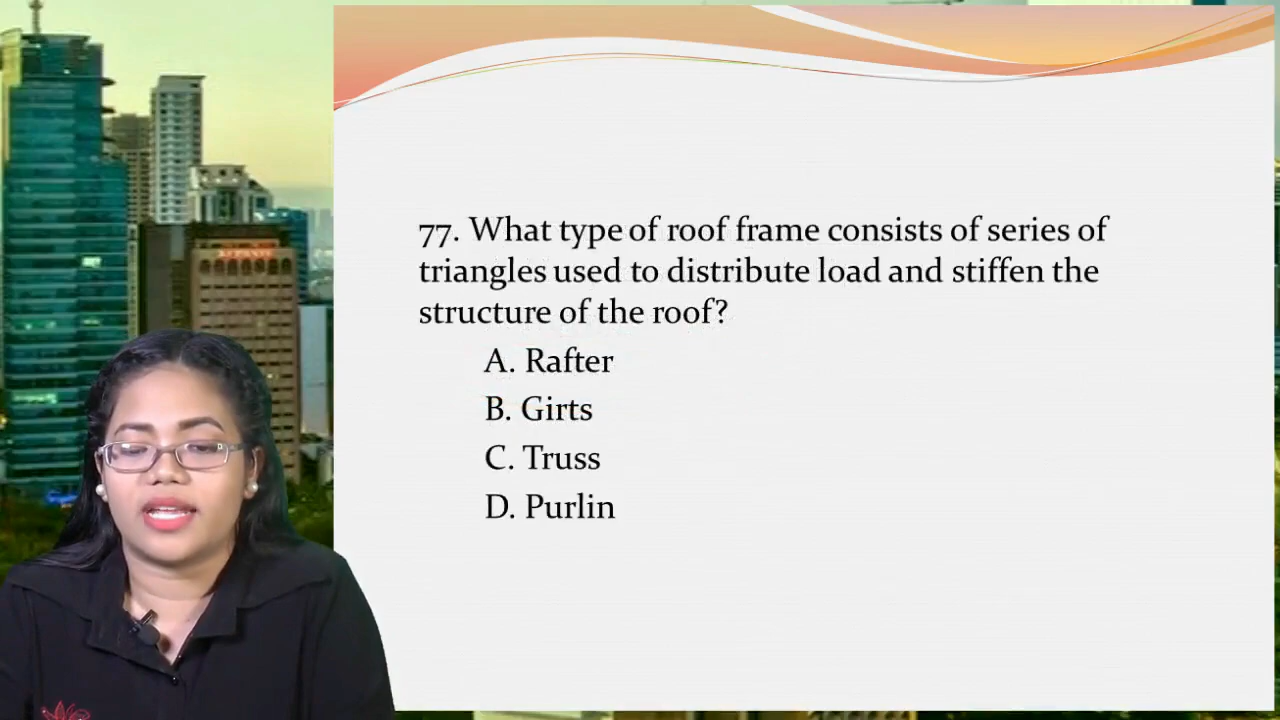 77. What type of roof frame consists of series of
triangles used to distribute load and stiffen the
structure of the roof?
A. Rafter
B. Girts
C. Truss
D. Purlin